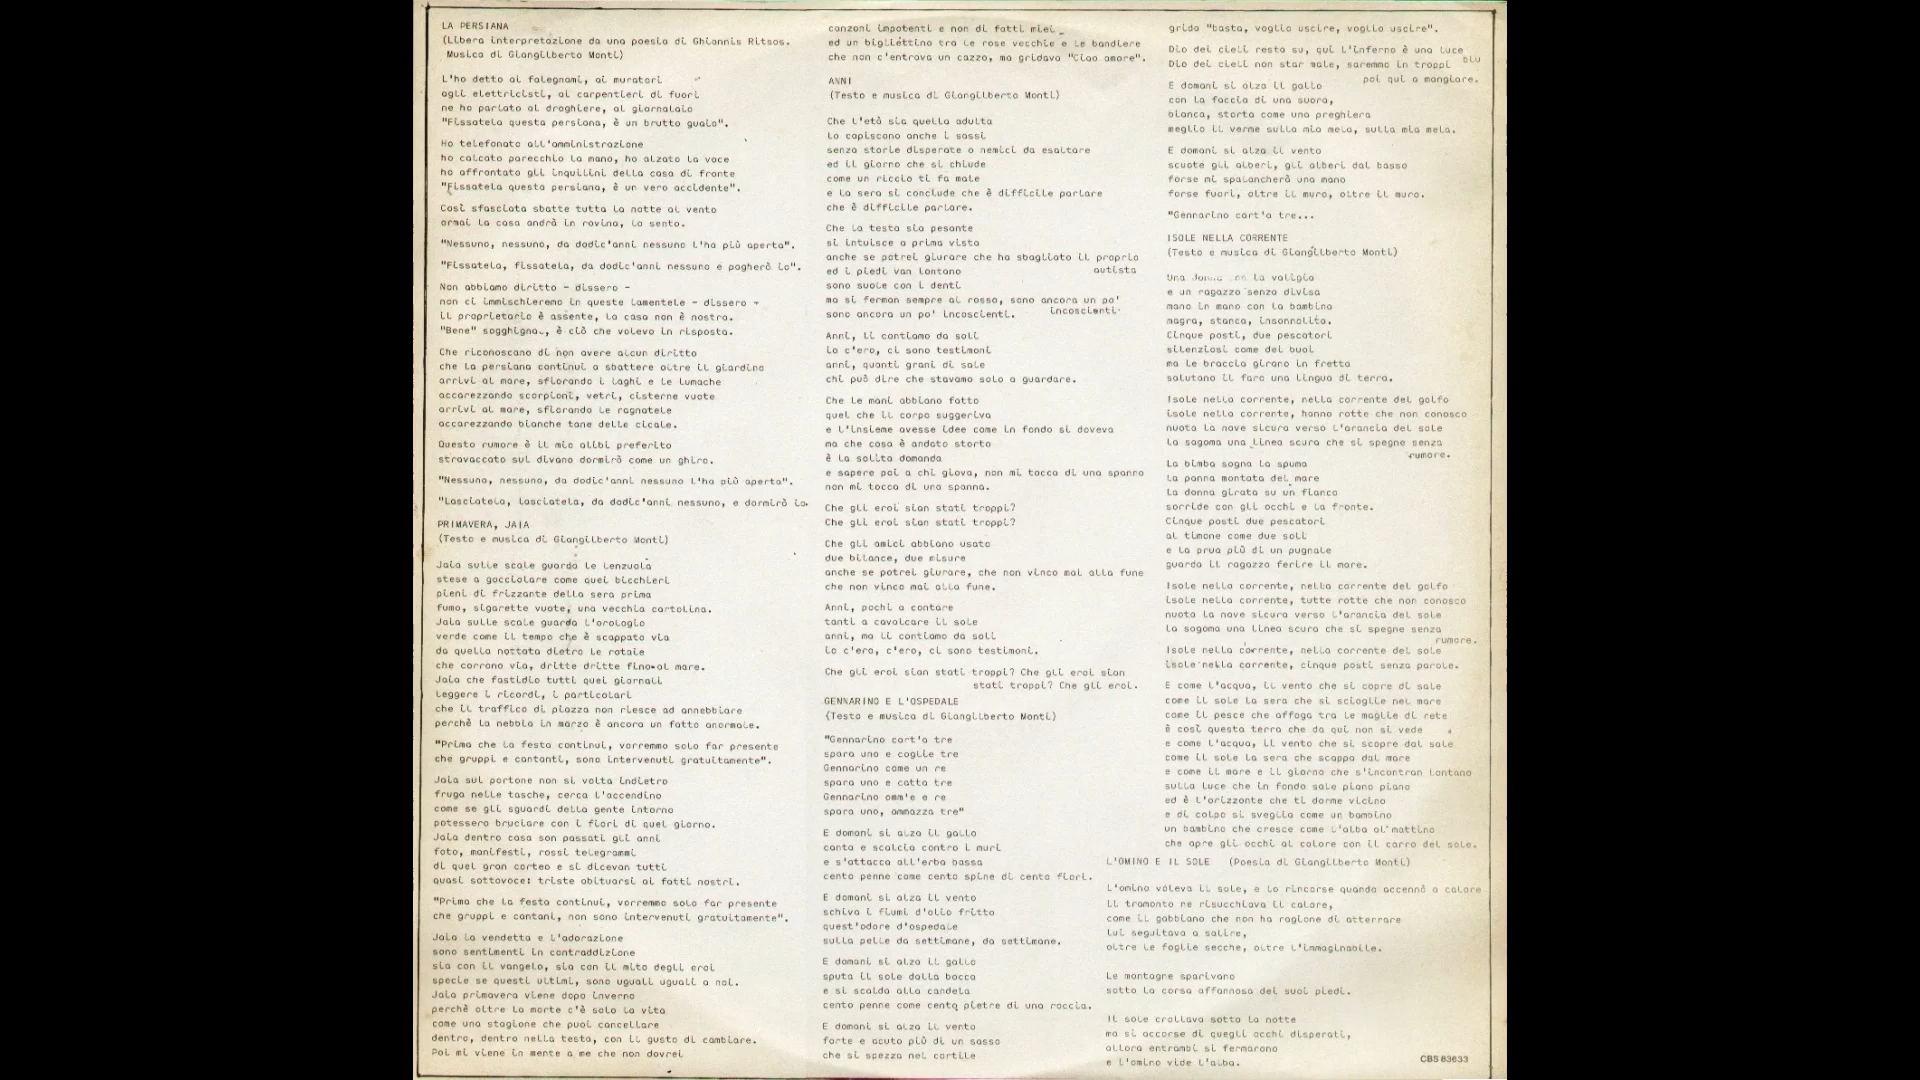 LA PERSIANA
(Libera interpretazione da una poesia di Ghiannis Ritsos.
Musica di Giangilberto Monti)
L'ho detto ai falegnami, ai muratori
agli elettricisti, ai carpentieri di fuori
ne ho parlato al droghiere, al giornalaio
"Fissatela questa persiana, è un brutto guaio".
Ho telefonato all'amministrazione
ho calcato parecchio la mano, ho alzato la voce
ho affrontato gli inquilini della casa di fronte
"Fissatela questa persiana, è un vero accidente".
Così sfasciata sbatte tutta la notte al vento
ormai la casa andrà in rovina, lo sento.
"Nessuno, nessuno, da dodic'anni nessuno l'ha più aperta".
"Fissatela, fissatela, da dodic'anni nessuno e pagherò io".
Non abbiamo diritto - dissero -
non ci immischieremo in queste lamentele - dissero -
il proprietario è assente, la casa non è nostra.
"Bene" sogghignai, è ciò che volevo in risposta.
Che riconoscano di non avere alcun diritto
che la persiana continui a sbattere oltre il giardino
arrivi al mare, sfiorando i laghi e le lumache
accarezzando scorpioni, vetri, cisterne vuote
arrivi al mare, sfiorando le ragnatele
accarezzando bianche tane delle cicale.
Questo rumore è il mio alibi preferito
stravaccato sul divano dormirò come un ghiro.
"Nessuno, nessuno, da dodic'anni nessuno l'ha più aperta".
"Lasciatela, lasciatela, da dodic'anni nessuno, e dormirò io.
PRIMAVERA, JAIA
(Testo e musica di Giangilberto Monti)
Jaia sulle scale guarda le lenzuola
stese a gocciolare come quei bicchieri
pieni di frizzante della sera prima
fumo, sigarette vuote, una vecchia cartolina.
Jaia sulle scale guarda l'orologio
verde come il tempo che è scappato via
da quella nottata dietro le rotaie
che corrono via, dritte dritte fino al mare.
Jaia che fastidio tutti quei giornali
leggere i ricordi, i particolari
che il traffico di piazza non riesce ad annebbiare
perchè la nebbia in marzo è ancora un fatto anormale.
"Prima che la festa continui, vorremmo solo far presente
che gruppi e cantanti, sono intervenuti gratuitamente".
Jaia sul portone non si volta indietro
fruga nelle tasche, cerca l'accendino
come se gli sguardi della gente intorno
potessero bruciare con i fiori di quel giorno.
Jaia dentro casa son passati gli anni
foto, manifesti, rossi telegrammi
di quel gran corteo e si dicevan tutti
quasi sottovoce: triste abituarsi ai fatti nostri.
"Prima che la festa continui, vorremmo solo far presente
che gruppi e cantani, non sono intervenuti gratuitamente".
Jaia la vendetta e l'adorazione
sono sentimenti in contraddizione
sia con il vangelo, sia con il mito degli eroi
specie se questi ultimi, sono uguali uguali a noi.
Jaia primavera viene dopo inverno
perchè oltre la morte c'è solo la vita
come una stagione che puoi cancellare
dentro, dentro nella testa, con il gusto di cambiare.
Poi mi viene in mente a me che non dovrei
canzoni impotenti e non di fatti miei
ed un bigliettino tra le rose vecchie e le bandiere
che non c'entrava un cazzo, ma gridava "Ciao amore".
ANNI
(Testo e musica di Giangilberto Monti)
Che l'età sia quella adulta
lo capiscono anche i sassi
senza storie disperate o nemici da esaltare
ed il giorno che si chiude
come un riccio ti fa male
e la sera si conclude che è difficile parlare
che è difficile parlare.
Che la testa sia pesante
si intuisce a prima vista
anche se potrei giurare che ha sbagliato il proprio
autista
ed i piedi van lontano
sono suole con i denti
ma si ferman sempre al rosso, sono ancora un po'
incoscienti
sono ancora un po' incoscienti.
Anni, li contiamo da soli
io c'ero, ci sono testimoni
anni, quanti grani di sale
chi può dire che stavamo solo a guardare.
Che le mani abbiano fatto
quel che il corpo suggeriva
e l'insieme avesse idee come in fondo si doveva
ma che cosa è andato storto
è la solita domanda
e sapere poi a chi giova, non mi tocca di una spanna
non mi tocca di una spanna.
Che gli eroi sian stati troppi?
Che gli eroi sian stati troppi?
Che gli amici abbiano usato
due bilance, due misure
anche se potrei giurare, che non vinco mai alla fune
che non vinco mai alla fune.
Anni, pochi a contare
tanti a cavalcare il sole
anni, ma li contiamo da soli
io c'ero, c'ero, ci sono testimoni.
Che gli eroi sian stati troppi? Che gli eroi sian
stati troppi? Che gli eroi.
GENNARINO E L'OSPEDALE
(Testo e musica di Giangilberto Monti)
"Gennarino cort'a tre
spara uno e coglie tre
Gennarino come un re
spara uno e catta tre
Gennarino omm'e e re
spara uno, ammazza tre"
E domani si alza il gallo
canta e scalcia contro i muri
e s'attacca all'erba bassa
cento penne come cento spine di cento fiori.
E domani si alza il vento
schiva i fiumi d'olio fritto
quest'odore d'ospedale
sulla pelle da settimane, da settimane.
E domani si alza il gallo
sputa il sole dalla bocca
e si scalda alla candela
cento penne come cento pietre di una roccia.
E domani si alza il vento
forte e acuto più di un sasso
che si spezza nel cortile
grida "basta, voglio uscire, voglio uscire".
Dio dei cieli resta su, qui l'inferno è una luce
blu
Dio dei cieli non star male, saremmo in troppi
poi qui a mangiare.
E domani si alza il gallo
con la faccia di una suora,
bianca, storta come una preghiera
meglio il verme sulla mia mela, sulla mia mela.
E domani si alza il vento
scuote gli alberi, gli alberi dal basso
forse mi spalancherà una mano
forse fuori, oltre il muro, oltre il muro.
"Gennarino cort'a tre...
ISOLE NELLA CORRENTE
(Testo e musica di Giangilberto Monti)
Una la valigia
e un ragazzo senza divisa
mano in mano con la bambina
magra, stanca, insonnolita.
Cinque posti, due pescatori
silenziosi come dei buoi
ma le braccia girano in fretta
salutano il faro una lingua di terra.
Isole nella corrente, nella corrente del golfo
isole nella corrente, hanno rotte che non conosco
nuota la nave sicura verso l'arancia del sole
la sagoma una linea scura che si spegne senza
rumore.
La bimba sogna la spuma
la panna montata del mare
la donna girata su un fianco
sorride con gli occhi e la fronte.
Cinque posti due pescatori
al timone come due soli
e la prua più di un pugnale
guarda il ragazzo ferire il mare.
Isole nella corrente, nella corrente del golfo
isole nella corrente, tutte rotte che non conosco
nuota la nave sicura verso l'arancia del sole
la sagoma una linea scura che si spegne senza
rumore.
Isole nella corrente, nella corrente del sole
isole nella corrente, cinque posti senza parole.
E come l'acqua, il vento che si copre di sale
come il sole la sera che si scioglie nel mare
come il pesce che affoga tra le maglie di rete
è così questa terra che da qui non si vede
e come l'acqua, il vento che si scopre dal sale
come il sole la sera che scappa dal mare
e come il mare e il giorno che s'incontran lontano
sulla luce che in fondo sale piano piano
ed è l'orizzonte che ti dorme vicino
e di colpo si sveglia come un bambino
un bambino che cresce come l'alba al mattino
che apre gli occhi al calore con il carro del sole.
L'OMINO E IL SOLE (Poesia di Giangilberto Monti)
L'omino voleva il sole, e lo rincorse quando accennò a calare
il tramonto ne risucchiava il calore,
come il gabbiano che non ha ragione di atterrare
lui seguitava a salire,
oltre le foglie secche, oltre l'immaginabile.
Le montagne sparivano
sotto la corsa affannosa dei suoi piedi.
Il sole crollava sotto la notte
ma si accorse di quegli occhi disperati,
allora entrambi si fermarono
e l'omino vide l'alba.
CBS 83633